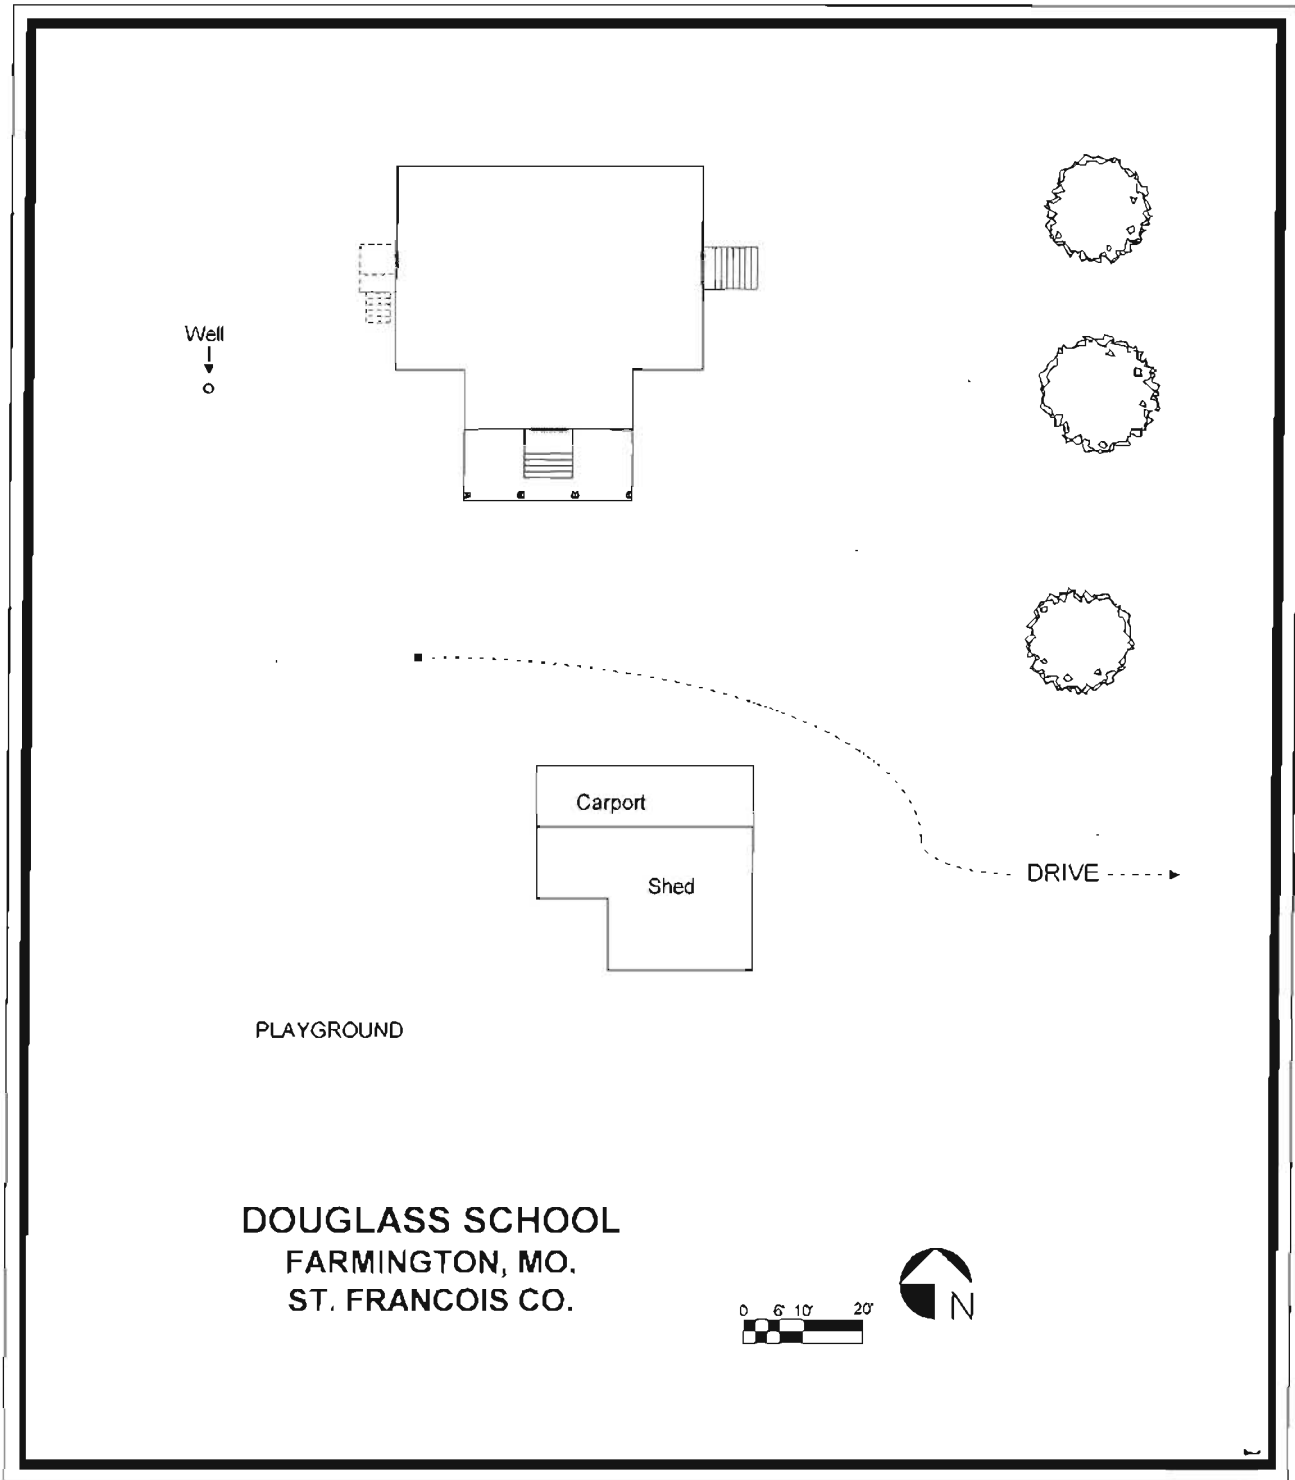 Well
Carport
Shed
DRIVE
PLAYGROUND
DOUGLASS SCHOOL
FARMINGTON, MO.
ST. FRANCOIS CO.
0 6' 10' 20'
N